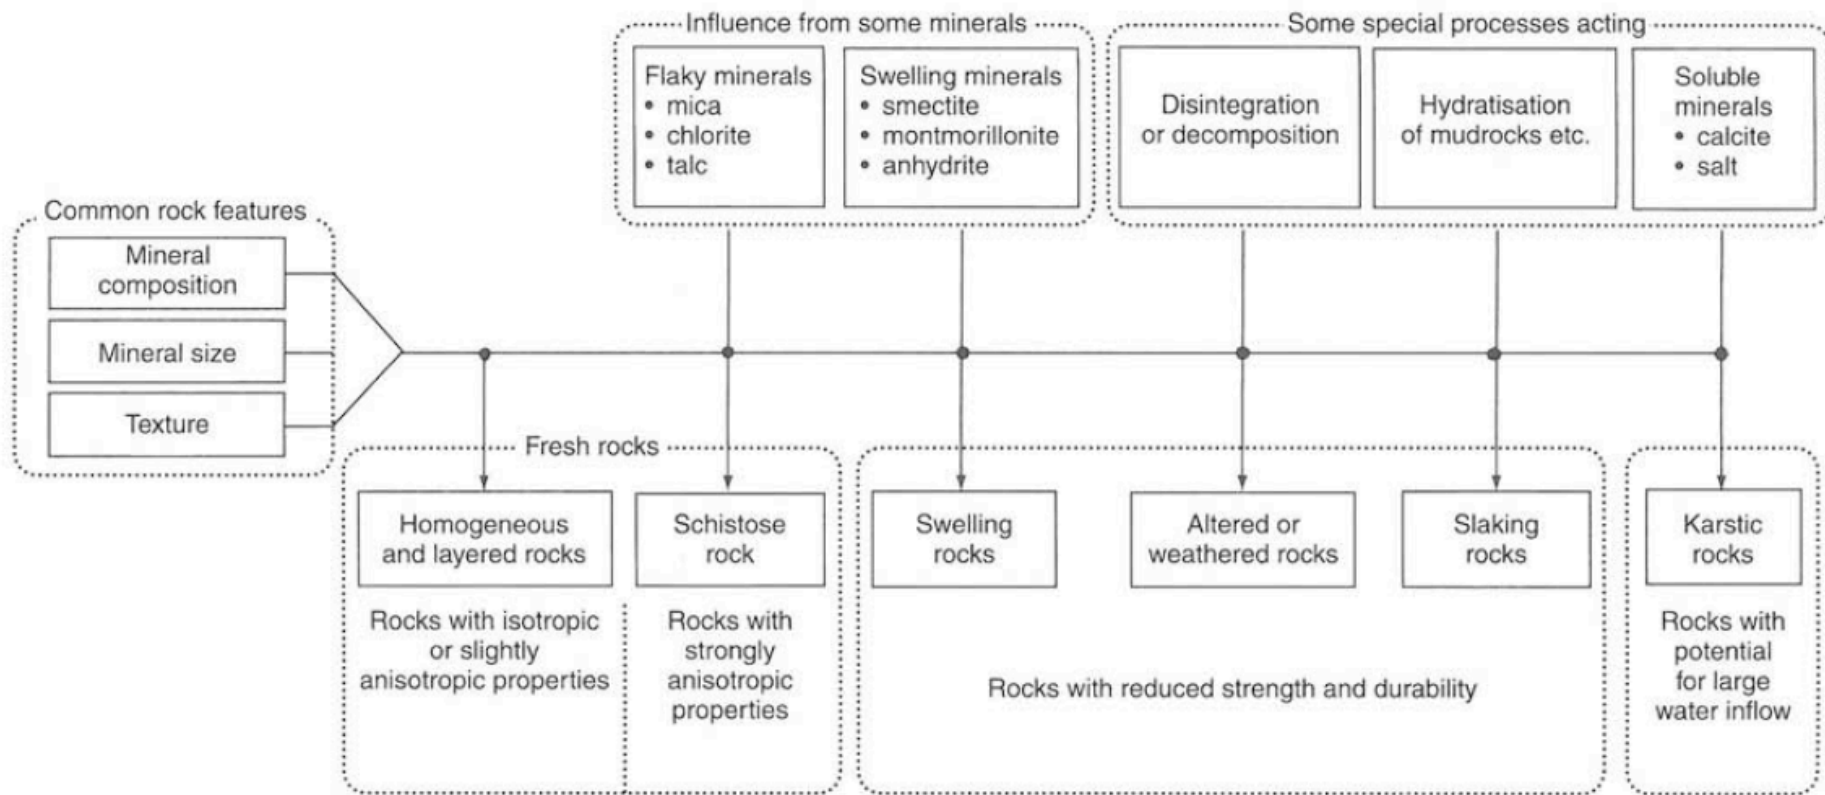 Influence from some minerals
Some special processes acting
Flaky minerals
• mica
• chlorite
• talc
Swelling minerals
• smectite
• montmorillonite
• anhydrite
Disintegration
or decomposition
Hydratisation
of mudrocks etc.
Soluble
minerals
• calcite
• salt
Common rock features
Mineral
composition
Mineral size
Texture
Fresh rocks
Homogeneous
and layered rocks
Schistose
rock
Swelling
rocks
Altered or
weathered rocks
Slaking
rocks
Karstic
rocks
Rocks with isotropic
or slightly
anisotropic properties
Rocks with
strongly
anisotropic
properties
Rocks with reduced strength and durability
Rocks with
potential
for large
water inflow